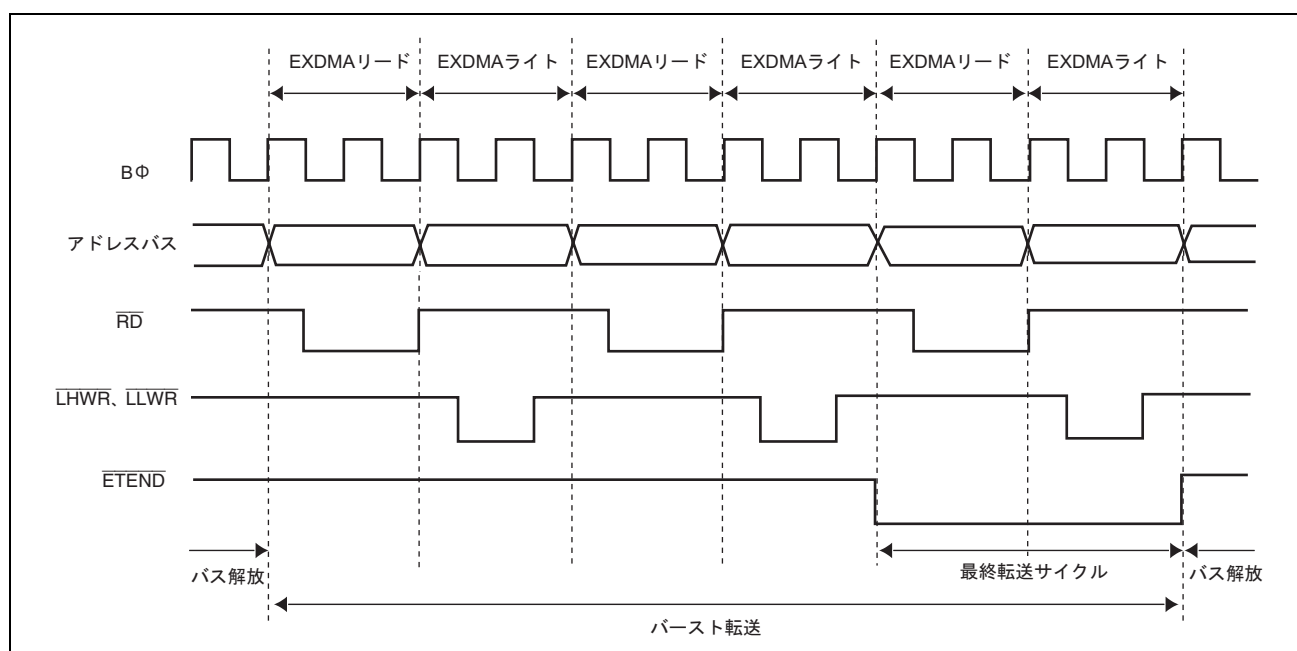 EXDMAリード EXDMAライト EXDMAリード EXDMAライト EXDMAリード EXDMAライト
BΦ
アドレスバス
RD
LHWR、LLWR
ETEND
バス解放 最終転送サイクル バス解放
バースト転送